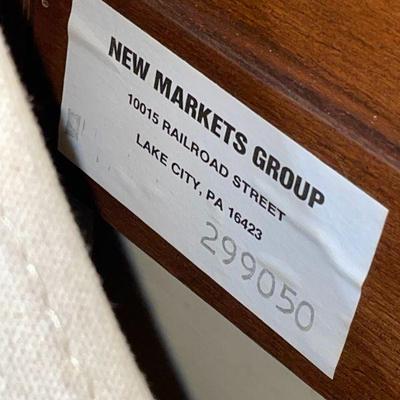 NEW MARKETS GROUP
10015 RAILROAD STREET
LAKE CITY, PA 16423
299050